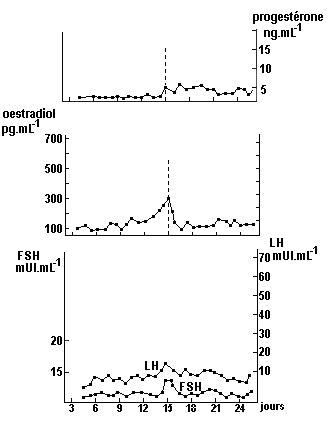 progestérone
ng.mL-1
15
10
5
oestradiol
pg.mL-1
700
500
300
100
FSH
mUI.mL-1
LH
mUI.mL-1
70
60
50
40
30
20
10
20
15
LH
FSH
3 6 9 12 15 18 21 24 jours